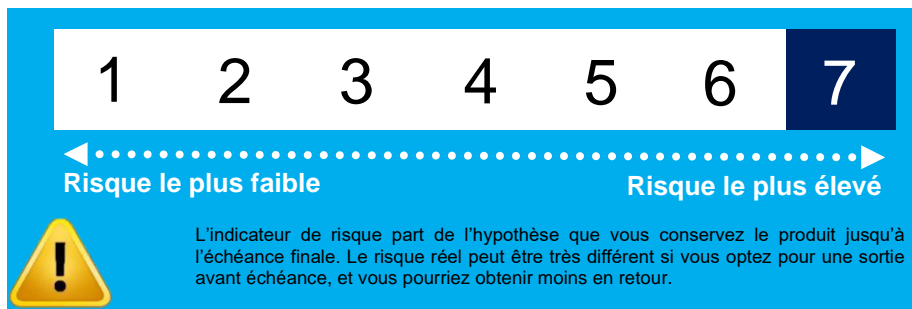 1 2 3 4 5 6 7
Risque le plus faible Risque le plus élevé
L'indicateur de risque part de l'hypothèse que vous conservez le produit jusqu'à
l'échéance finale. Le risque réel peut être très différent si vous optez pour une sortie
avant échéance, et vous pourriez obtenir moins en retour.